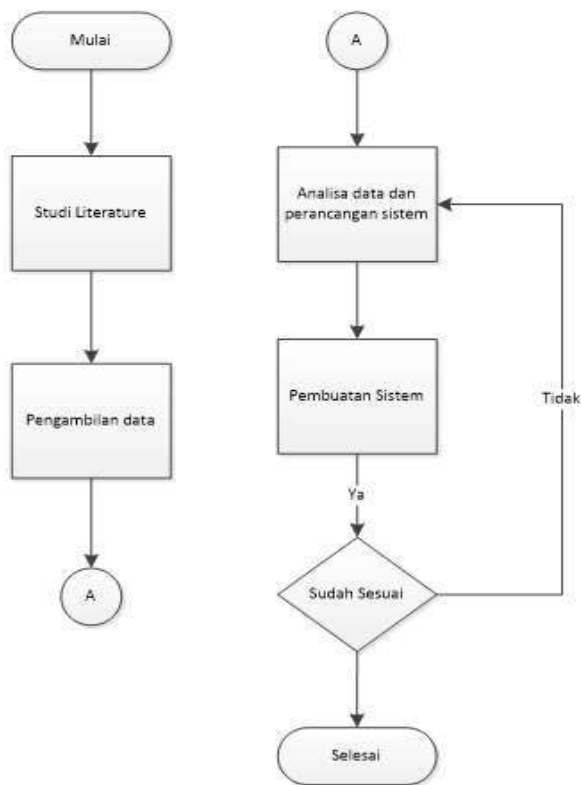 Mulai
Studi Literature
Pengambilan data
A
A
Analisa data dan
perancangan sistem
Pembuatan Sistem
Ya
Sudah Sesuai
Tidak
Selesai